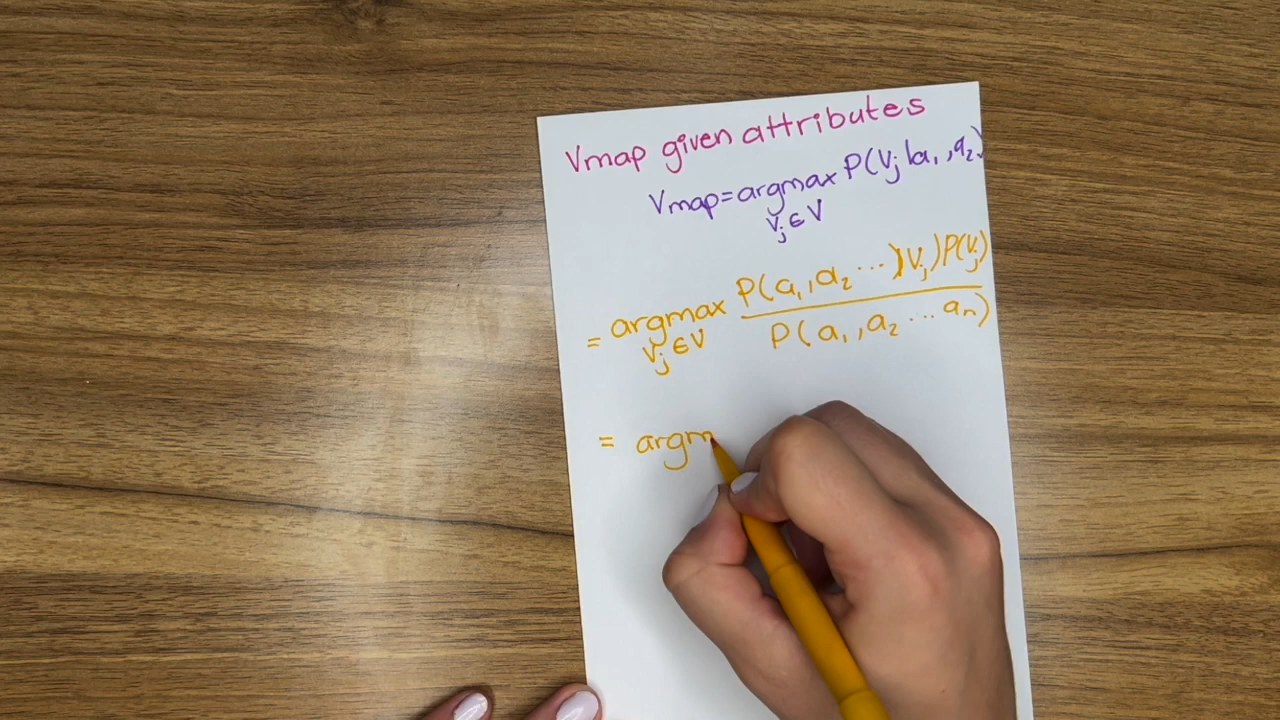 Vmap given attributes
Vmap=argmax P(Vj|a1,a2)
Vj∈V
= argmax P(a1,a2...|Vj)P(Vj)
Vj∈V P(a1,a2...an)
= argm